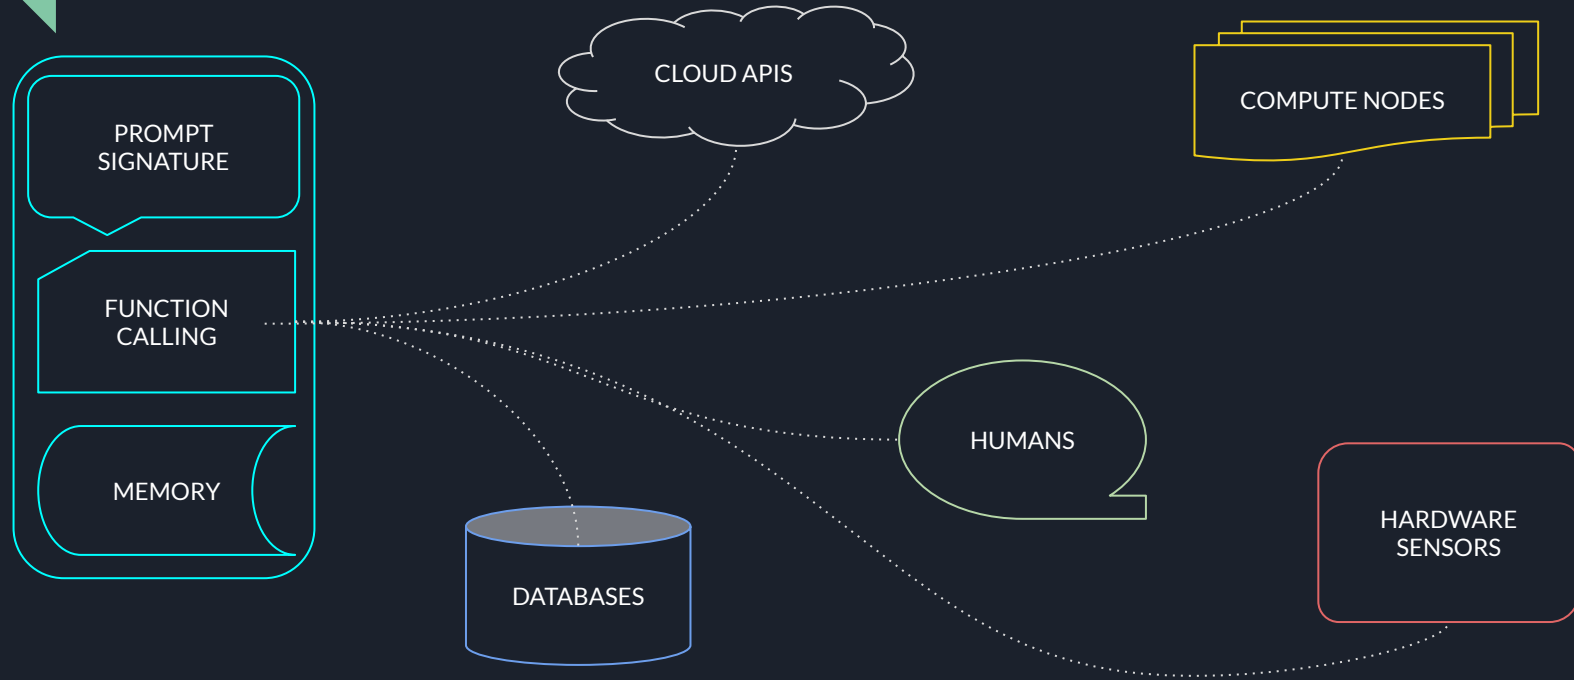 PROMPT
SIGNATURE
FUNCTION
CALLING
MEMORY
CLOUD APIS
COMPUTE NODES
HUMANS
DATABASES
HARDWARE
SENSORS